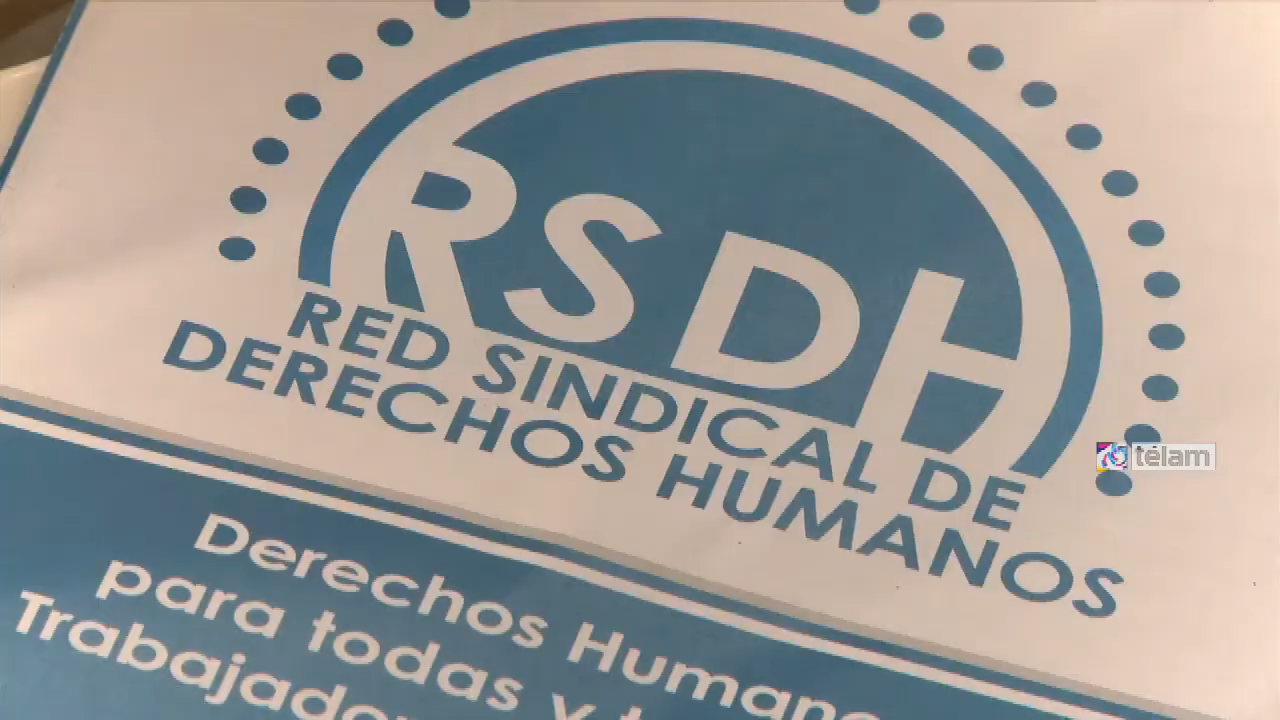 RSDH
RED SINDICAL DE
DERECHOS HUMANOS
télam
Derechos
para todas y